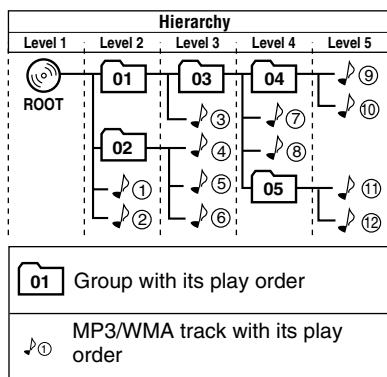 Hierarchy
Level 1 Level 2 Level 3 Level 4 Level 5
01 03 04 ⑨
ROOT
③ ⑦ ⑩
02 ④ ⑧
① ⑤ 05 ⑪
② ⑥ ⑫
01 Group with its play order
① MP3/WMA track with its play
order